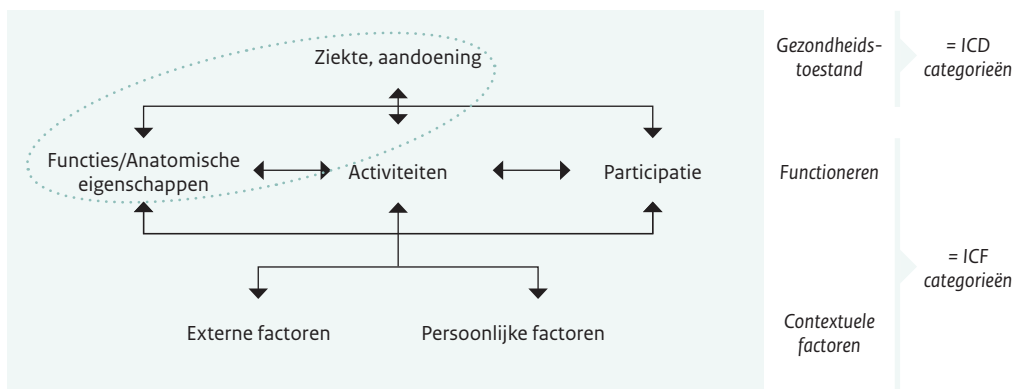 Ziekte, aandoening
Gezondheids-
toestand
= ICD
categorieën
Functies/Anatomische
eigenschappen
Activiteiten
Participatie
Functioneren
= ICF
categorieën
Externe factoren
Persoonlijke factoren
Contextuele
factoren